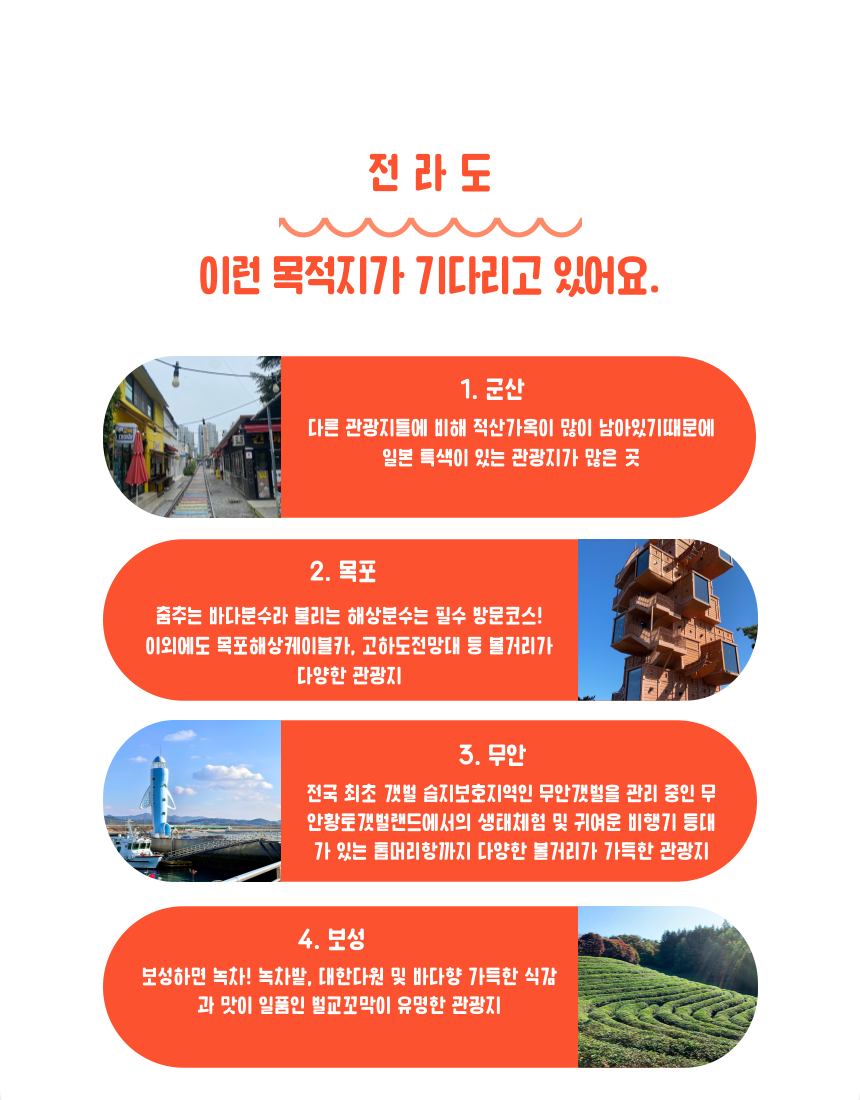 전라도
이런 목적지가 기다리고 있어요.
1. 군산
다른 관광지들에 비해 적산가옥이 많이 남아있기때문에
일본 특색이 있는 관광지가 많은 곳
2. 목포
춤추는 바다분수라 불리는 해상분수는 필수 방문코스!
이외에도 목포해상케이블카, 고하도전망대 등 볼거리가
다양한 관광지
3. 무안
전국 최초 갯벌 습지보호지역인 무안갯벌을 관리 중인 무
안황토갯벌랜드에서의 생태체험 및 귀여운 비행기 등대
가 있는 톱머리항까지 다양한 볼거리가 가득한 관광지
4. 보성
보성하면 녹차! 녹차밭, 대한다원 및 바다향 가득한 식감
과 맛이 일품인 벌교꼬막이 유명한 관광지